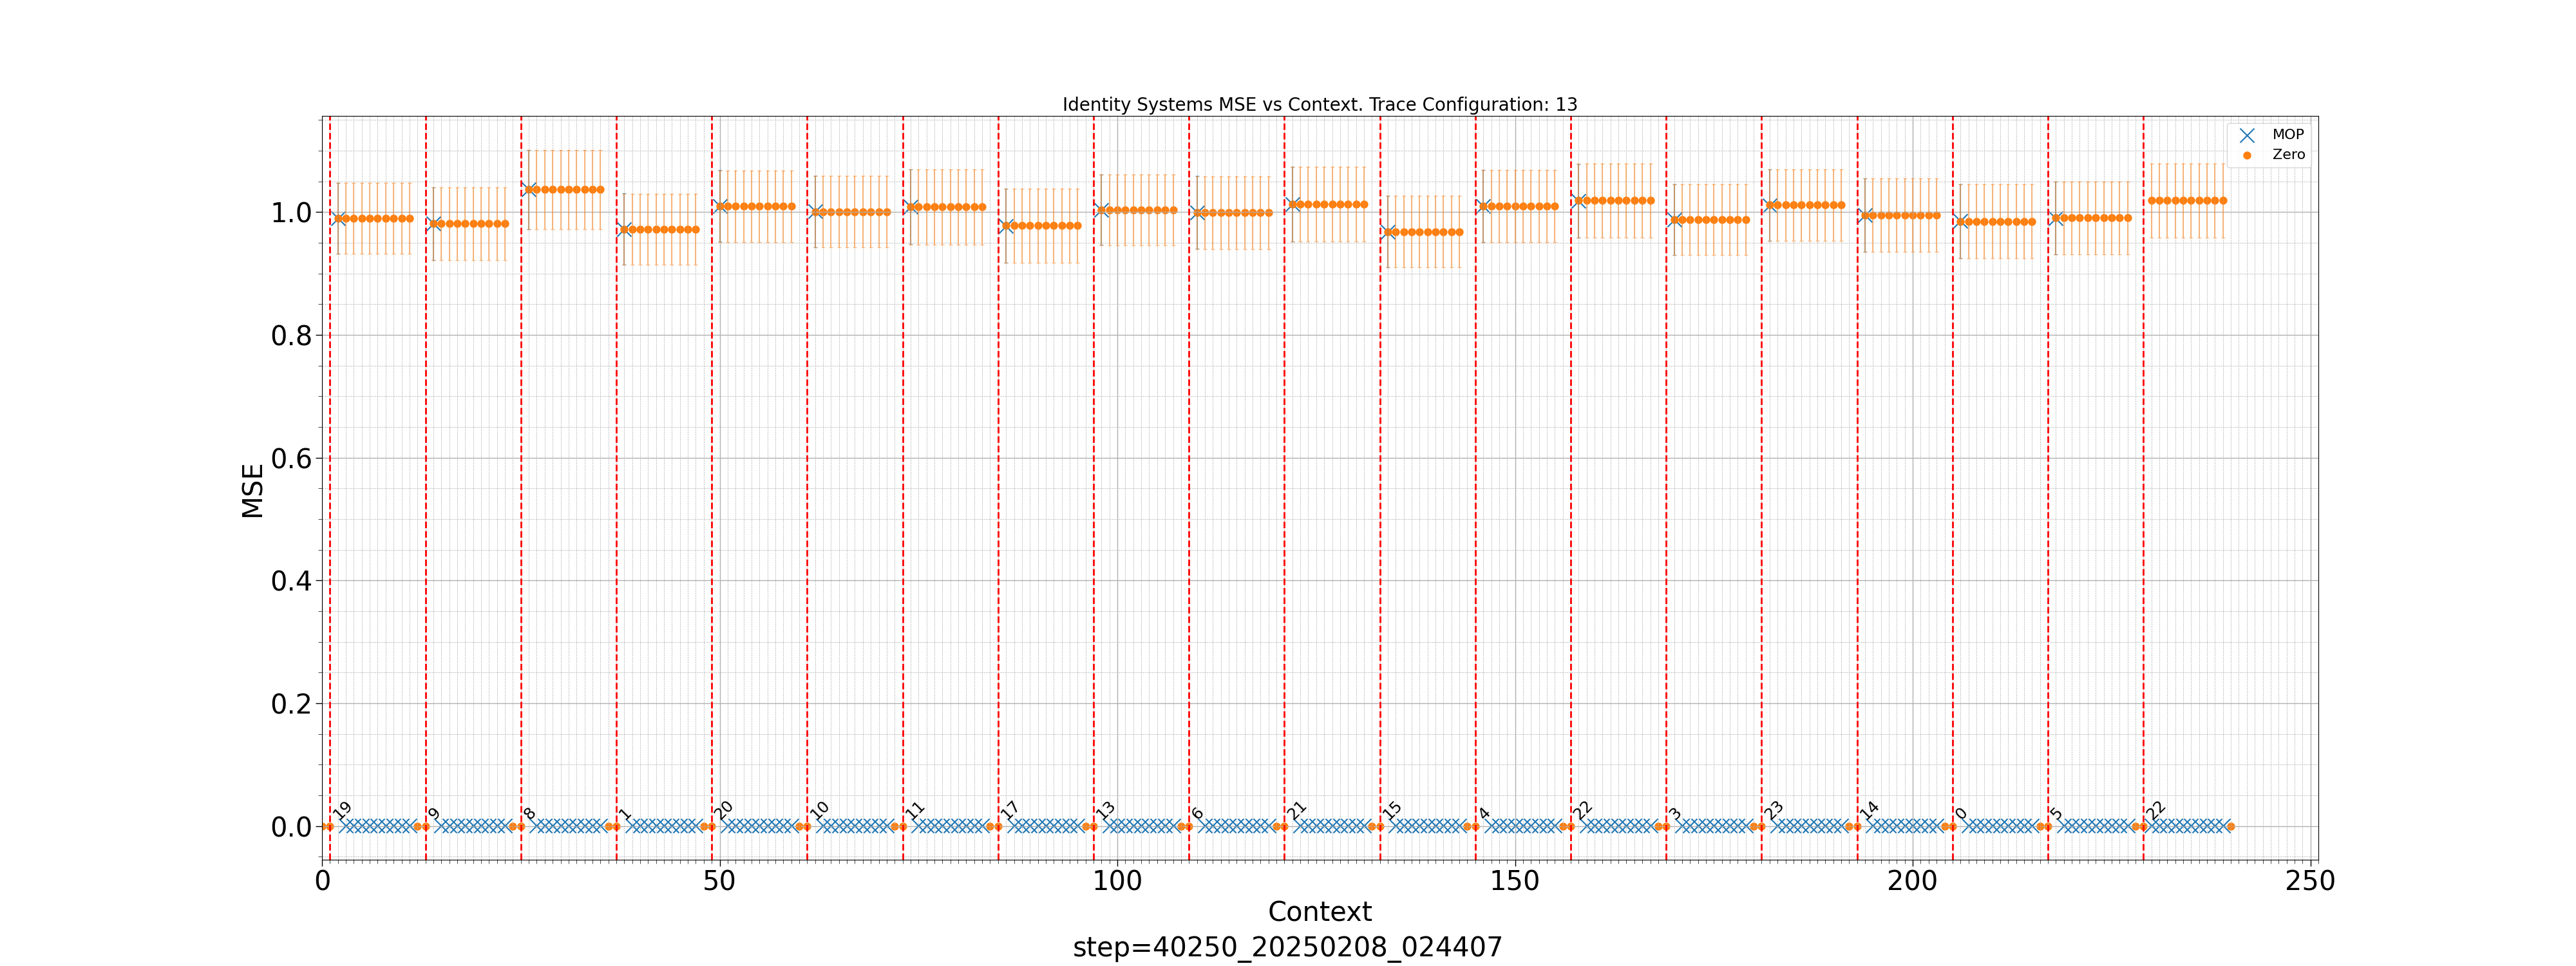 Identity Systems MSE vs Context. Trace Configuration: 13
MOP
Zero
MSE
1.0
0.8
0.6
0.4
0.2
0.0
19 9 8 1 20 10 11 17 13 6 21 15 4 22 3 23 14 0 5 22
0 50 100 150 200 250
Context
step=40250_20250208_024407